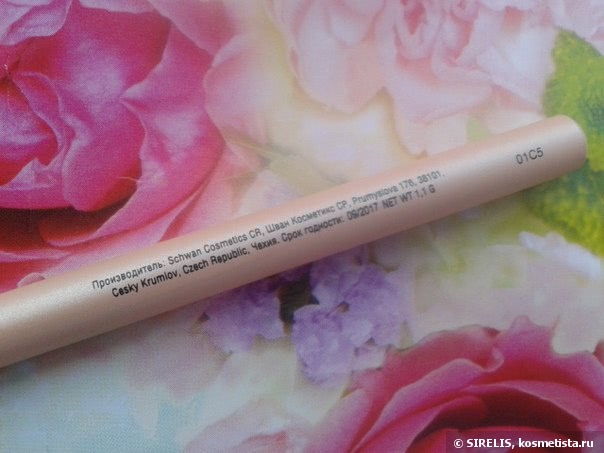 Производитель: Schwan Cosmetics CR, Шван Косметикс СР, Prumyslova 176, 38101,
Cesky Krumlov, Czech Republic, Чехия. Срок годности: 09/2017 NET WT 1,1 G
01C5
© SIRELIS, kosmetista.ru